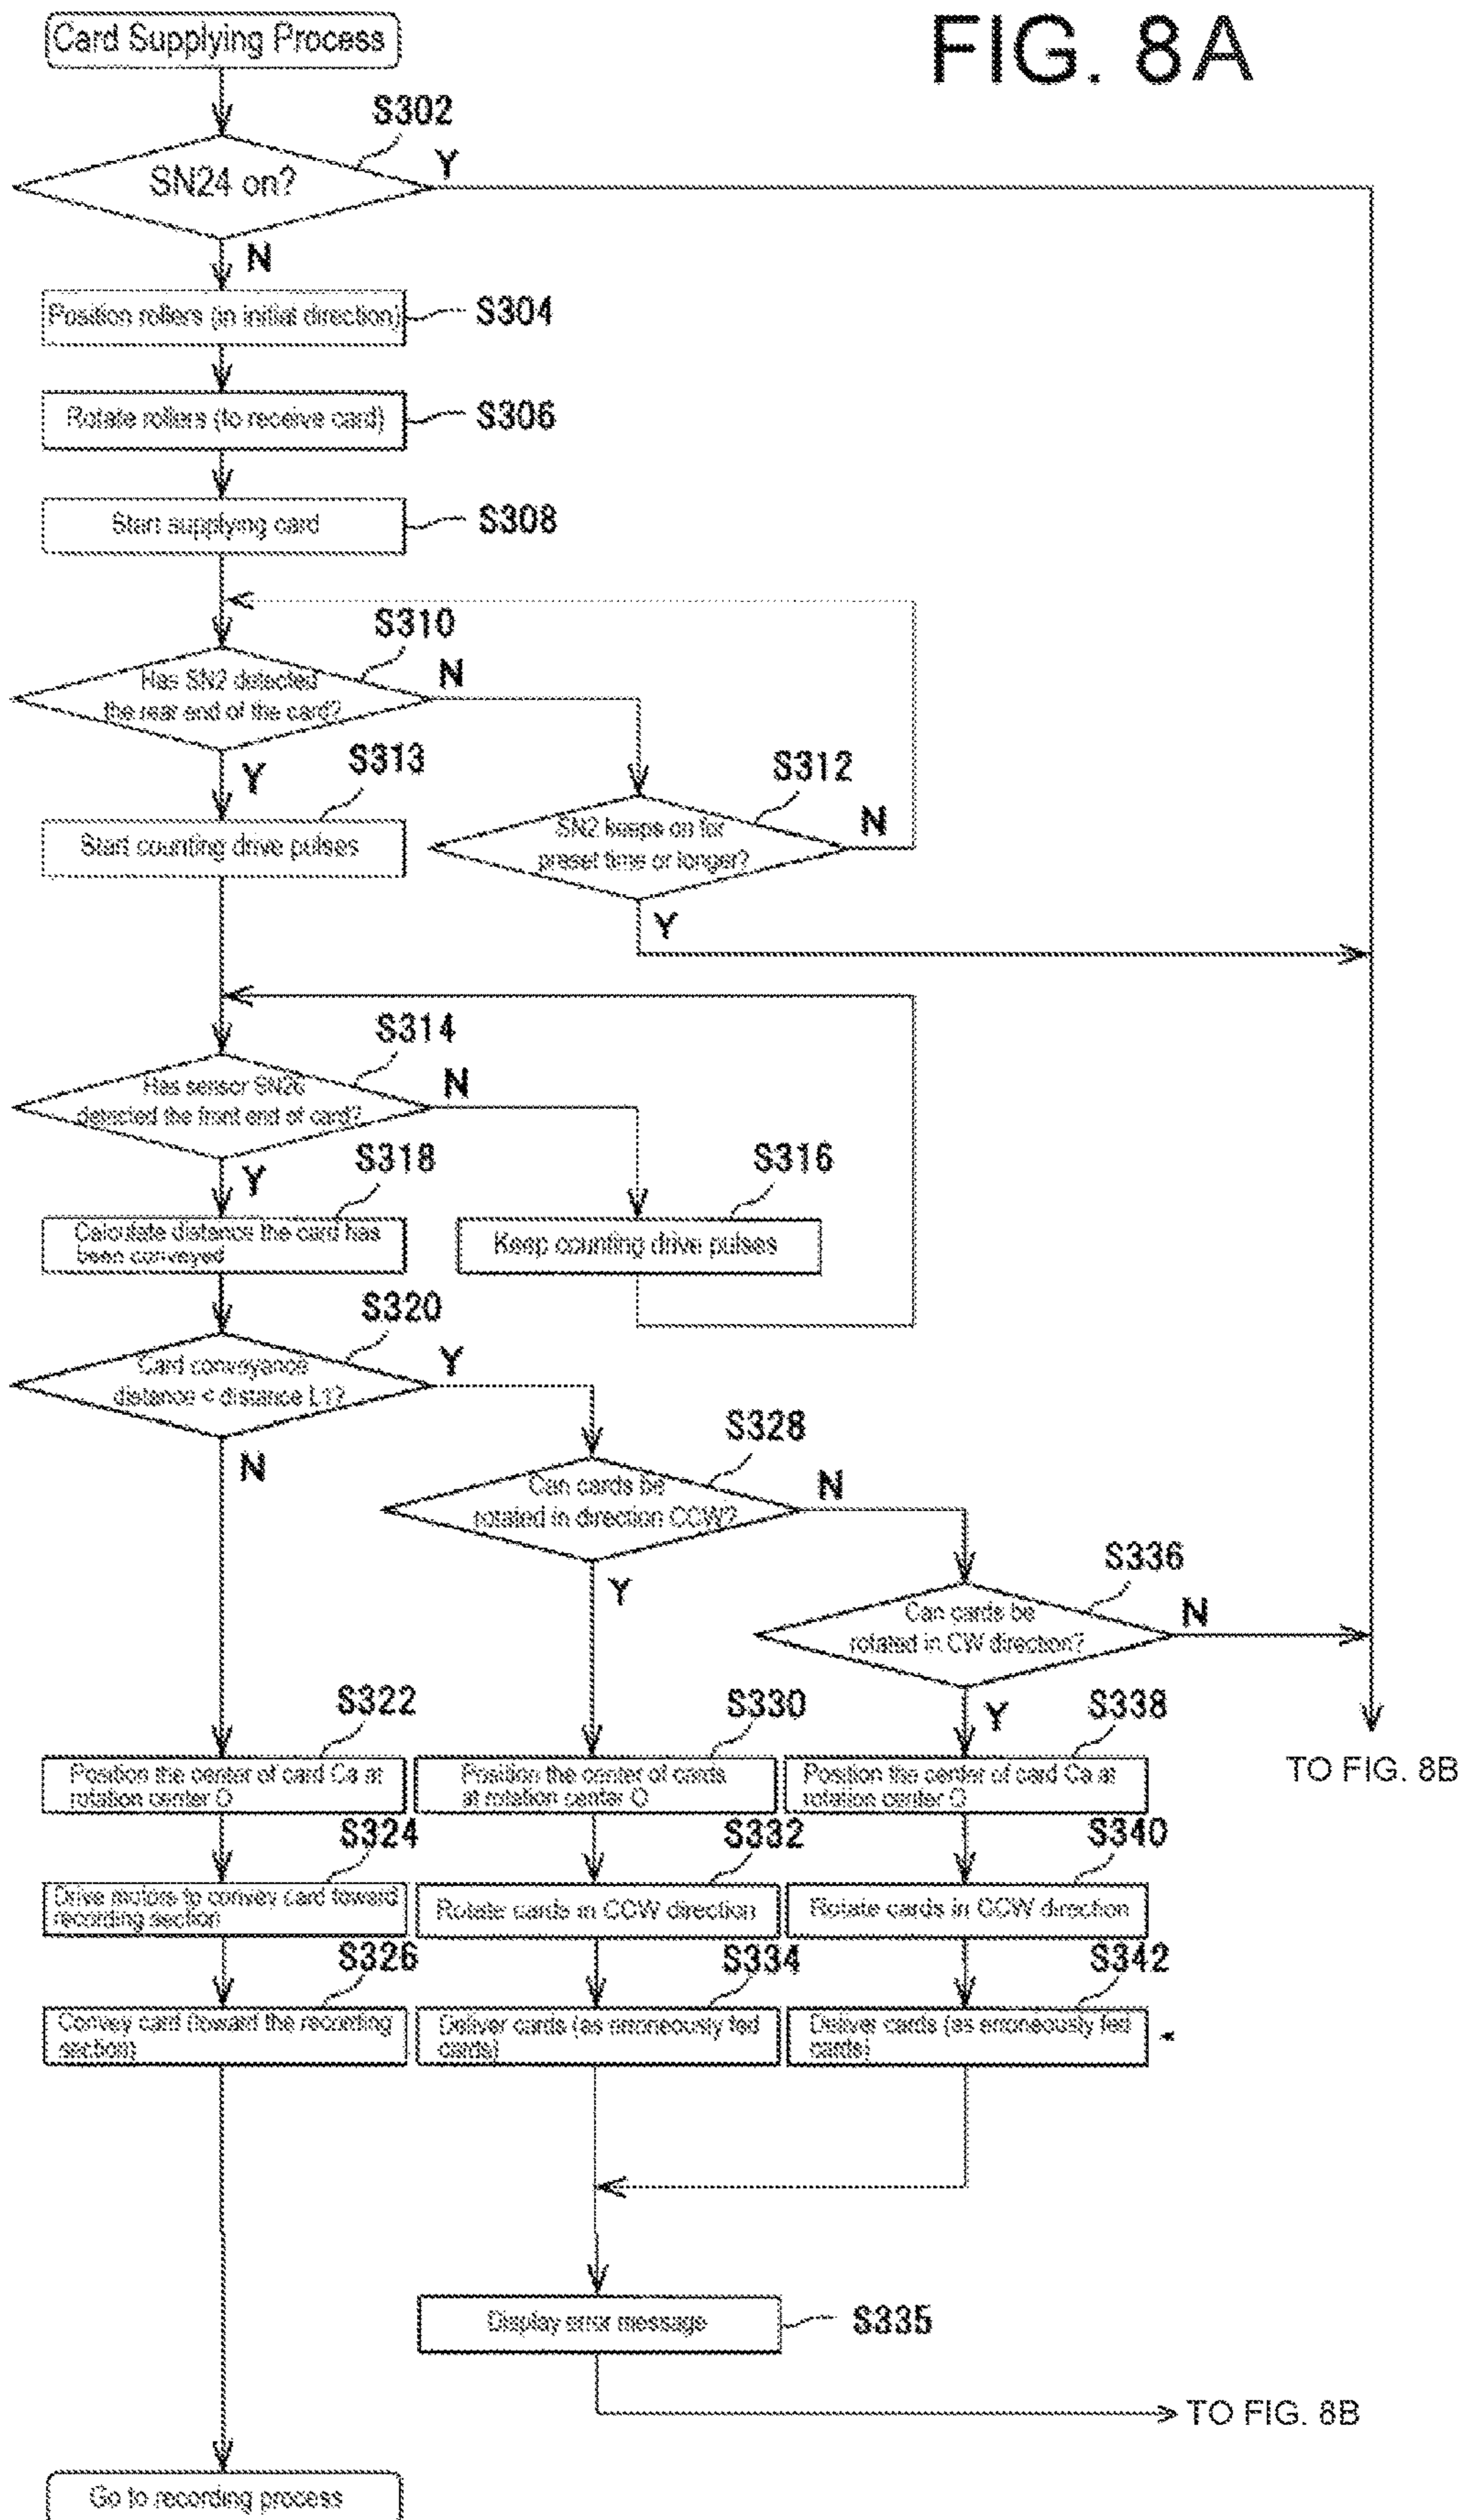 FIG. 8A
Card Supplying Process
S302
SN24 on?
Y
N
Position rollers (in initial direction)
S304
Rotate rollers (to receive card)
S306
Start supplying card
S308
S310
Has SN2 detected
the rear end of the card?
N
Y
S313
S312
Start counting drive pulses
SN2 keeps on for
preset time or longer?
N
Y
S314
Has sensor SN26
detected the front end of card?
N
Y
S318
S316
Calculate distance the card has
been conveyed
Keep counting drive pulses
S320
Card conveyance
distance < distance L1?
Y
N
S328
Can cards be
rotated in direction CCW?
N
Y
S336
Can cards be
rotated in CW direction?
N
Y
S322
S330
S338
Position the center of card Ca at
rotation center O
Position the center of cards
at rotation center O
Position the center of card Ca at
rotation center O
TO FIG. 8B
S324
S332
S340
Drive motors to convey card toward
recording section
Rotate cards in CCW direction
Rotate cards in CCW direction
S326
S334
S342
Convey card (toward the recording
section)
Deliver cards (as erroneously fed
cards)
Deliver cards (as erroneously fed
cards)
Display error message
S335
TO FIG. 8B
Go to recording process